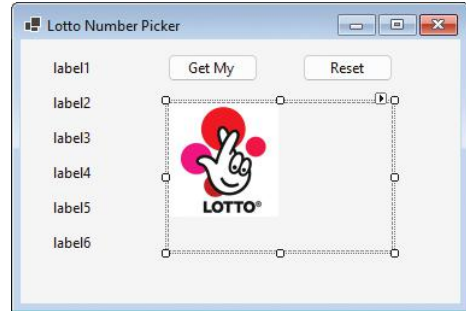 Lotto Number Picker
label1 Get My Reset
label2
label3
label4
label5
label6
LOTTO®